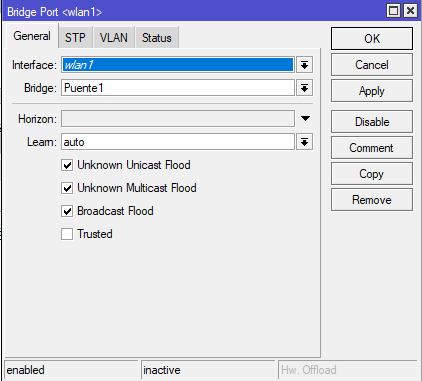 Bridge Port <wlan1>
General STP VLAN Status
Interface: wlan1
Bridge: Puente1
Horizon:
Learn: auto
Unknown Unicast Flood
Unknown Multicast Flood
Broadcast Flood
Trusted
OK
Cancel
Apply
Disable
Comment
Copy
Remove
enabled inactive Hw. Offload